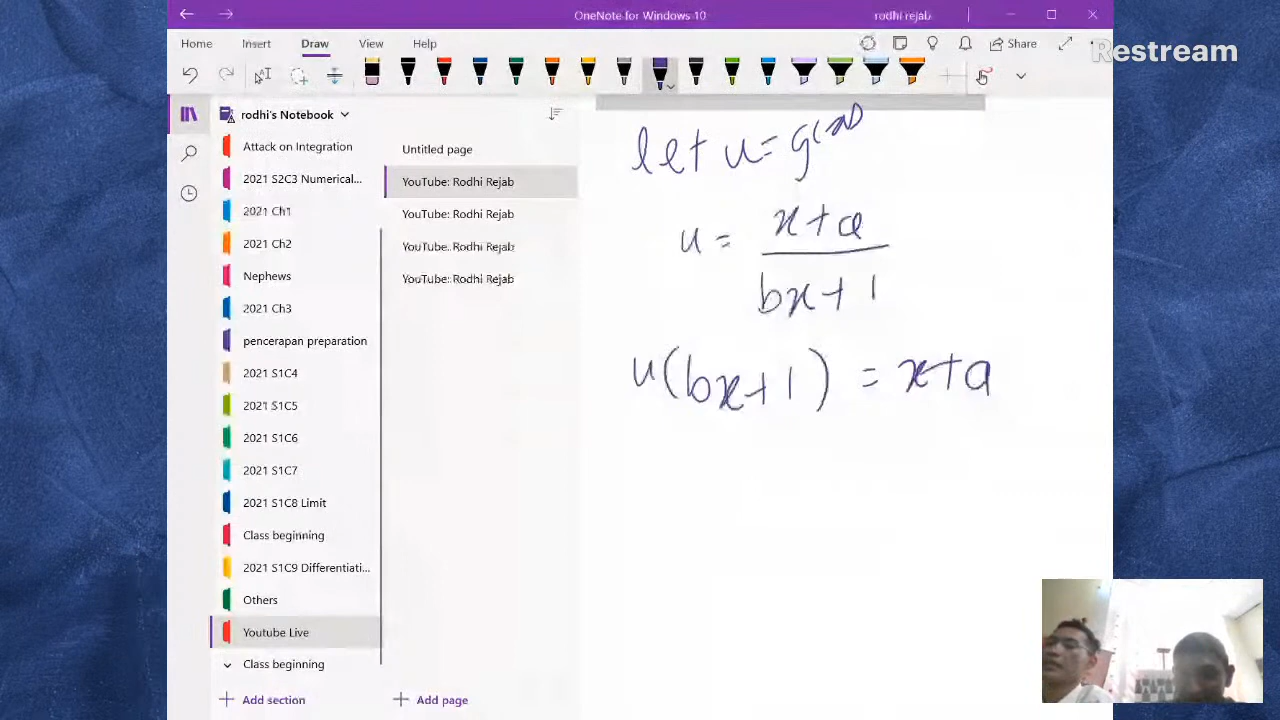 OneNote for Windows 10
rodhi rejab
Restream
Home Insert Draw View Help
Share
rodhi's Notebook
Attack on Integration
2021 S2C3 Numerical...
2021 Ch1
2021 Ch2
Nephews
2021 Ch3
pencerapan preparation
2021 S1C4
2021 S1C5
2021 S1C6
2021 S1C7
2021 S1C8 Limit
Class beginning
2021 S1C9 Differentiati...
Others
Youtube Live
Class beginning
Add section
Untitled page
YouTube: Rodhi Rejab
YouTube: Rodhi Rejab
YouTube: Rodhi Rejab
YouTube: Rodhi Rejab
Add page
let u = g(x)
u = x+a
bx+1
u(bx+1) = x+a